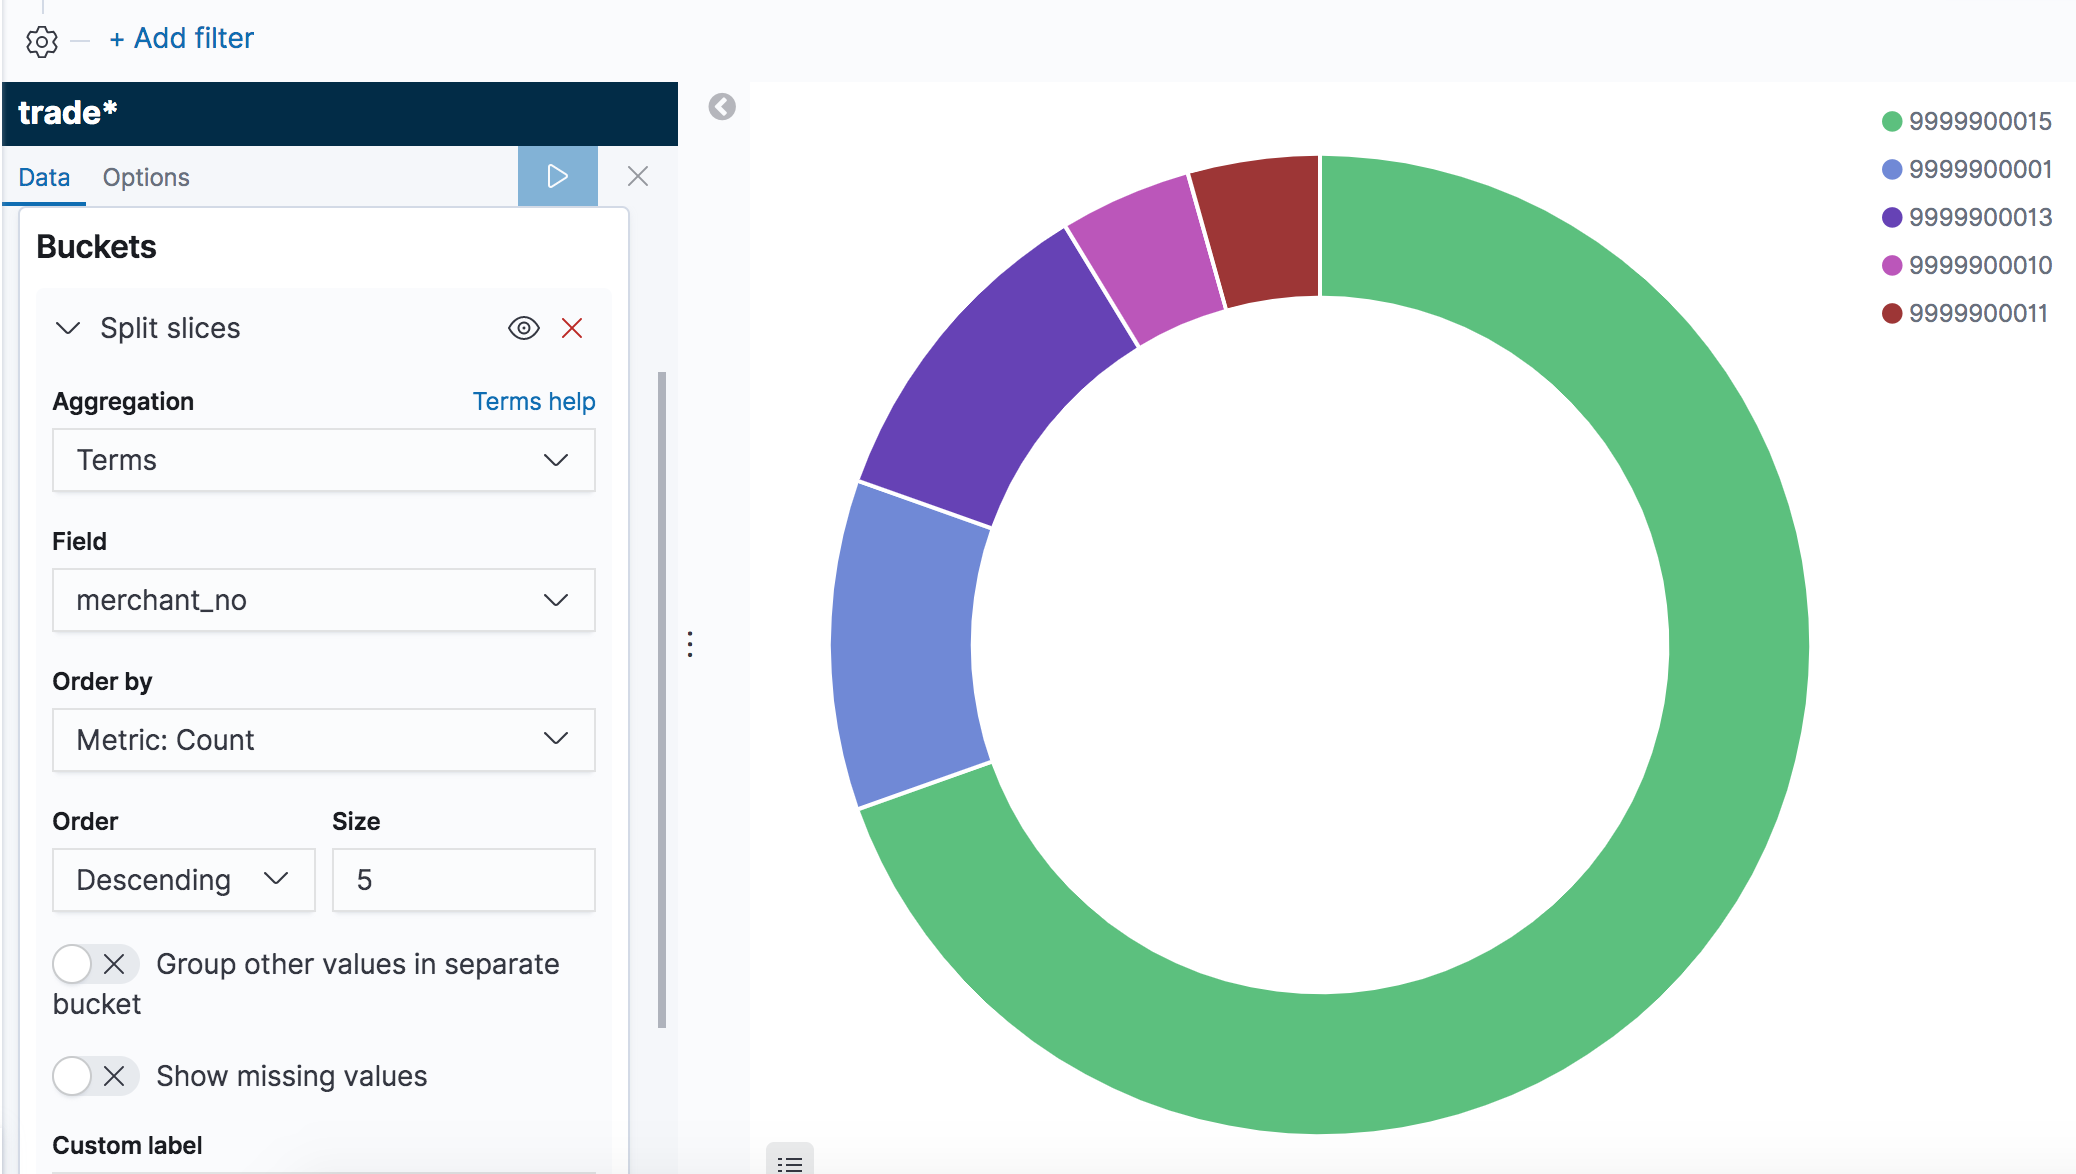 + Add filter
trade*
Data Options
Buckets
Split slices
Aggregation Terms help
Terms
Field
merchant_no
Order by
Metric: Count
Order Size
Descending 5
Group other values in separate
bucket
Show missing values
Custom label
9999900015
9999900001
9999900013
9999900010
9999900011